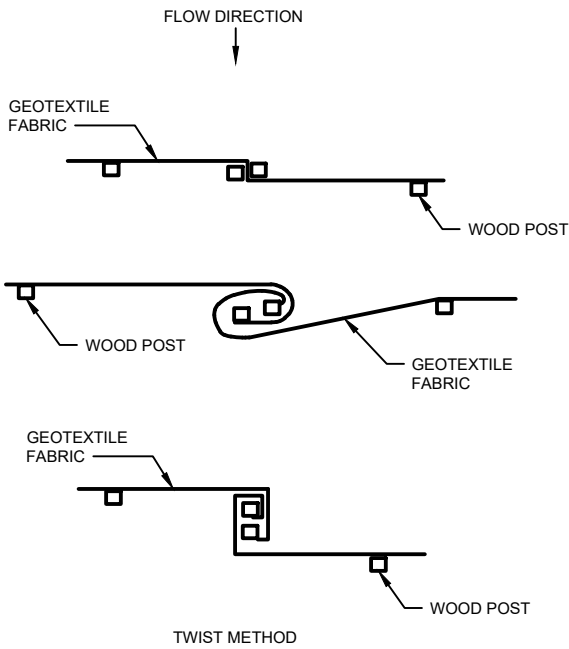 FLOW DIRECTION
GEOTEXTILE
FABRIC
WOOD POST
WOOD POST
GEOTEXTILE
FABRIC
GEOTEXTILE
FABRIC
WOOD POST
TWIST METHOD